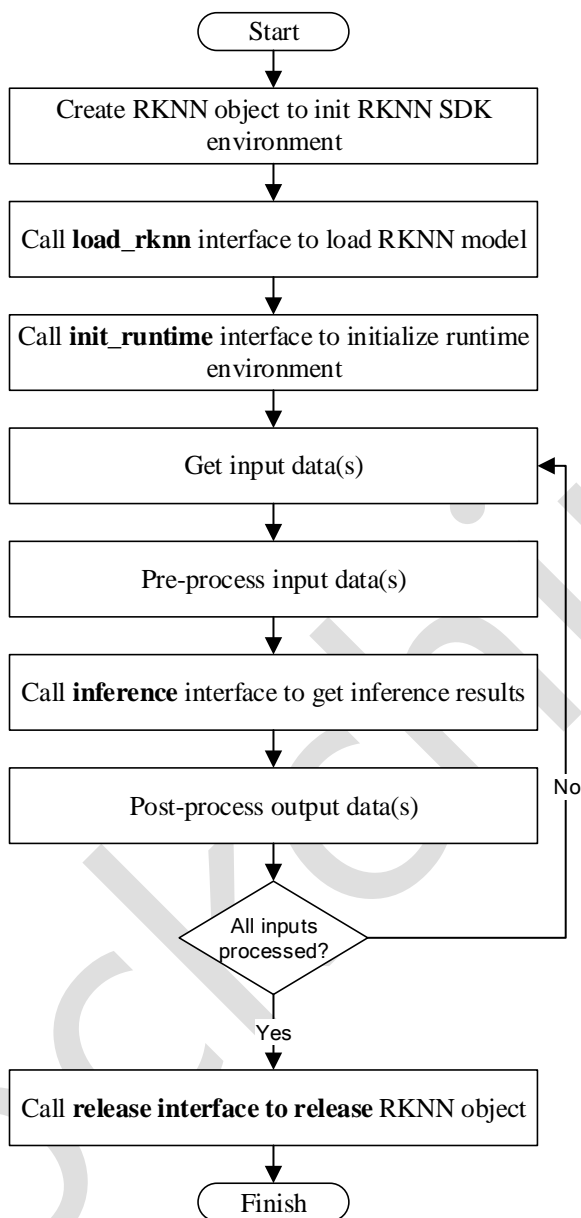 Start
Create RKNN object to init RKNN SDK
environment
Call load_rknn interface to load RKNN model
Call init_runtime interface to initialize runtime
environment
Get input data(s)
Pre-process input data(s)
Call inference interface to get inference results
Post-process output data(s)
No
All inputs
processed?
Yes
Call release interface to release RKNN object
Finish